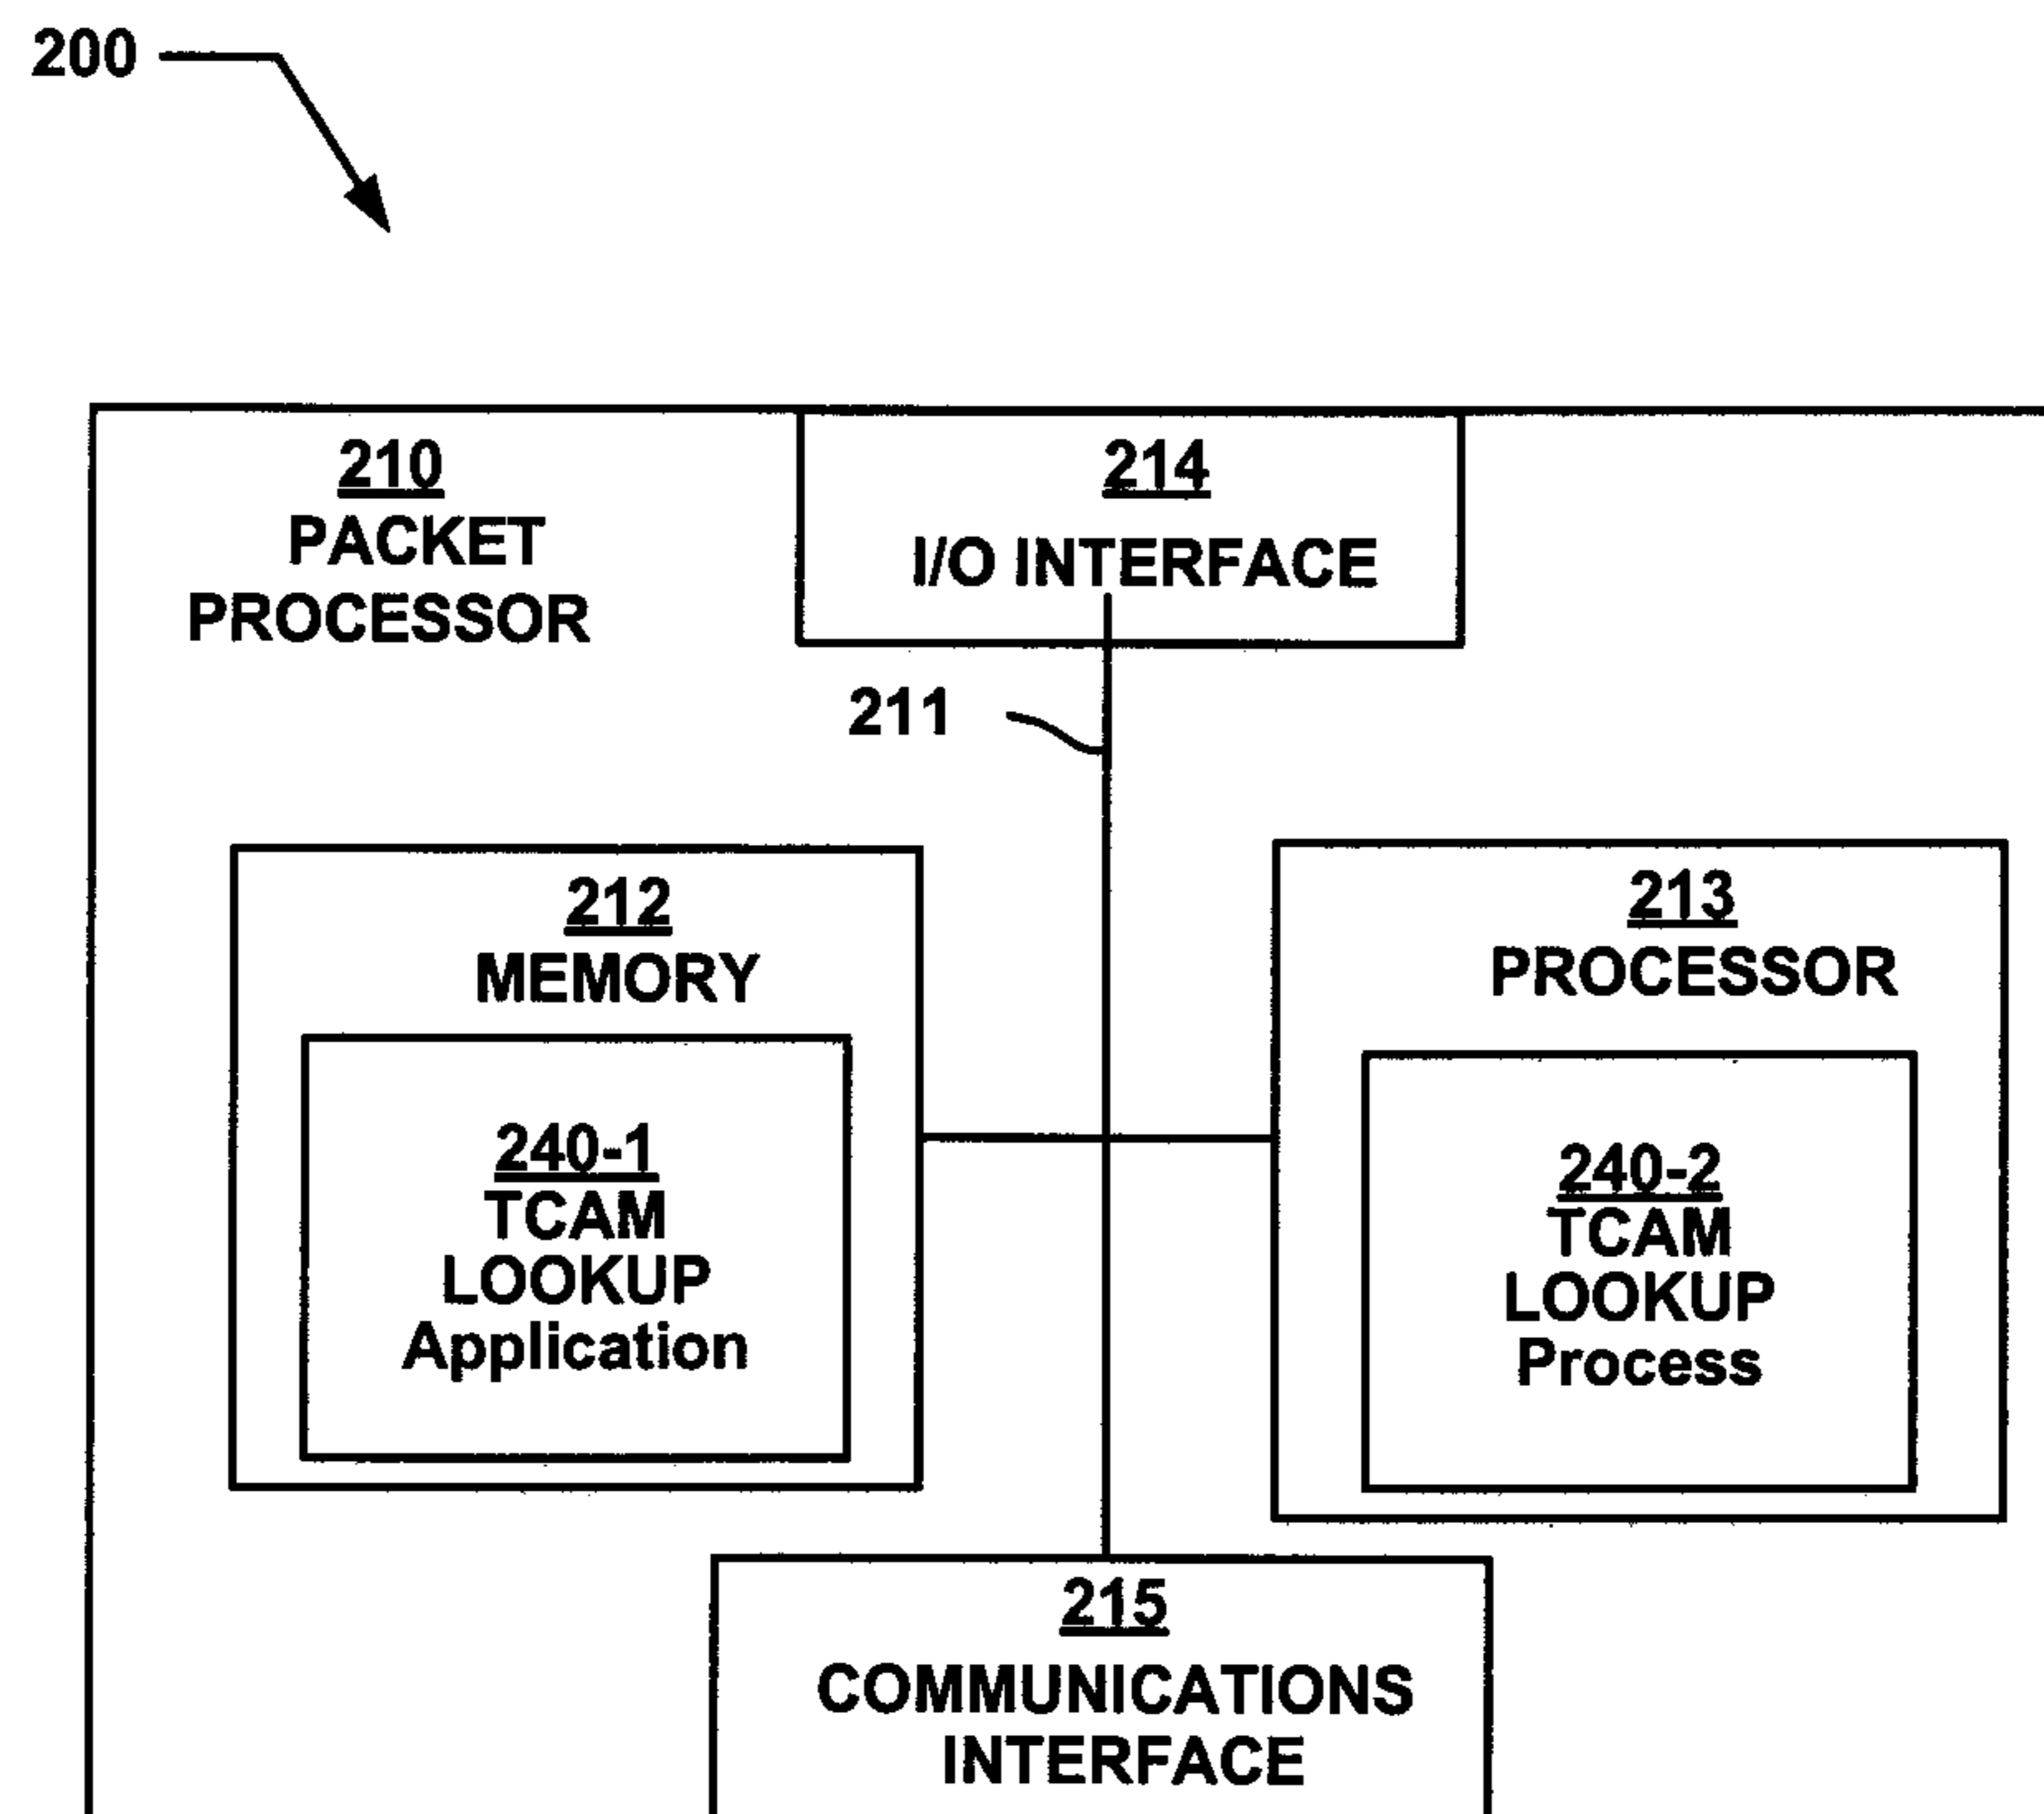 200
210
PACKET
PROCESSOR
214
I/O INTERFACE
211
212
MEMORY
213
PROCESSOR
240-1
TCAM
LOOKUP
Application
240-2
TCAM
LOOKUP
Process
215
COMMUNICATIONS
INTERFACE